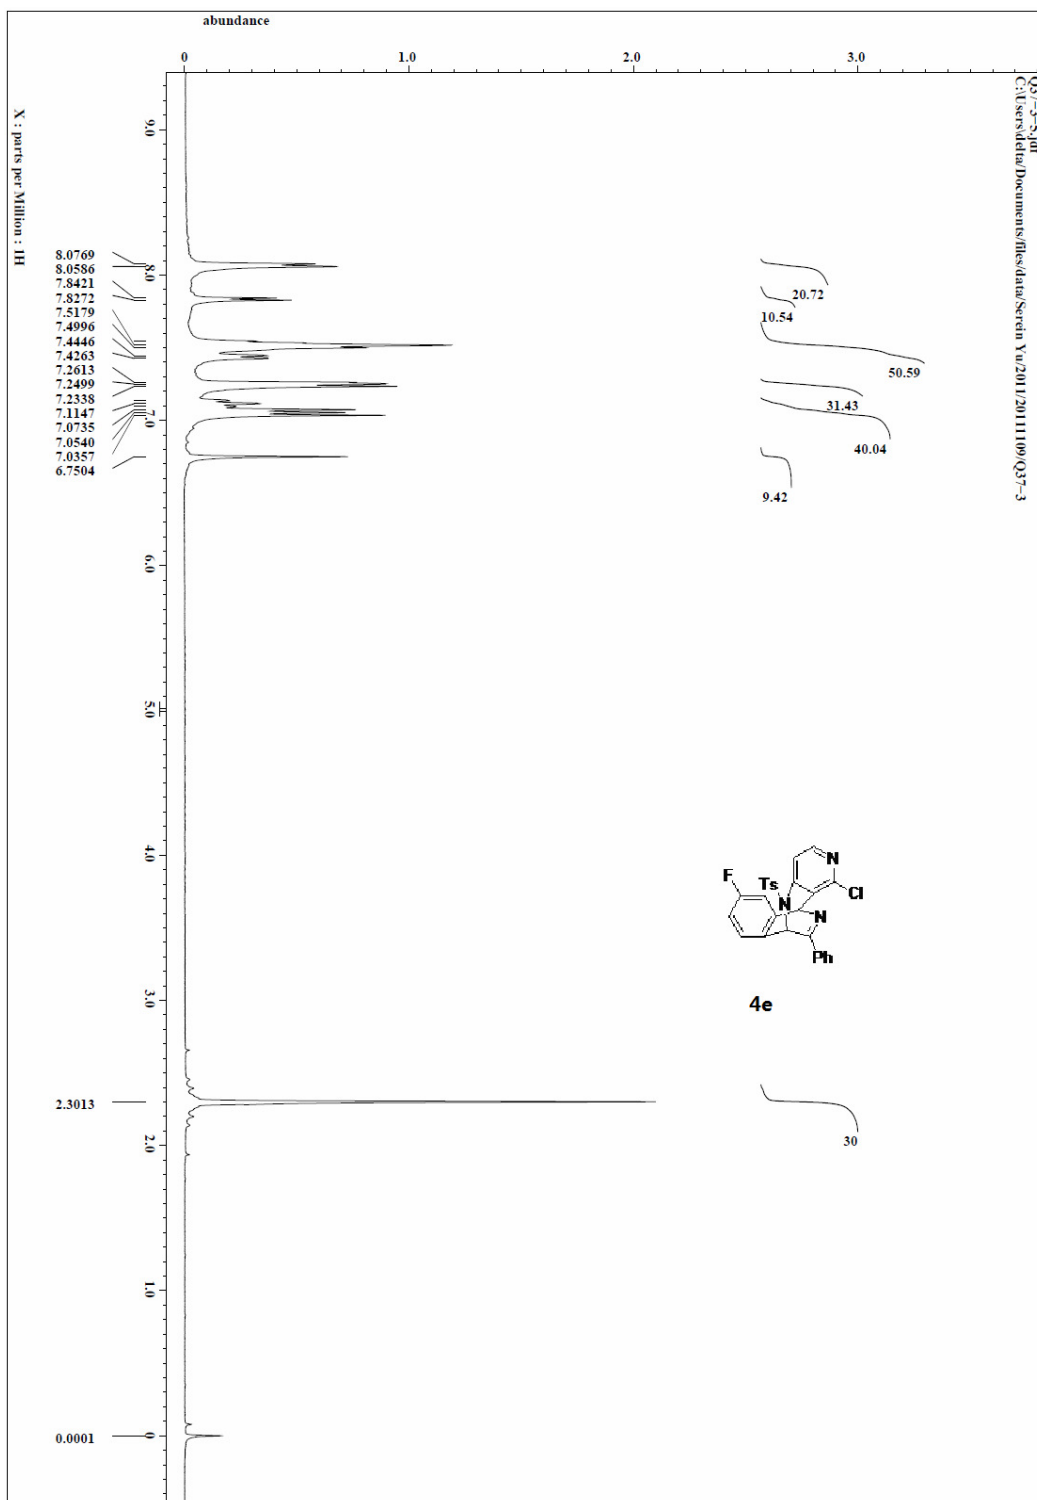 abundance
0 1.0 2.0 3.0
C:\Users\delta/Documents/files/data/Serein Yu/2011/20111109/Q37-3
X : parts per Million : 1H
9.0
8.0
7.0
6.0
5.0
4.0
3.0
2.0
1.0
0
8.0769
8.0586
7.8421
7.8272
7.5179
7.4996
7.4446
7.4263
7.2613
7.2499
7.2338
7.1147
7.0735
7.0540
7.0357
6.7504
2.3013
0.0001
20.72
10.54
50.59
31.43
40.04
9.42
30
F
Ts
N
N
Cl
N
Ph
4e